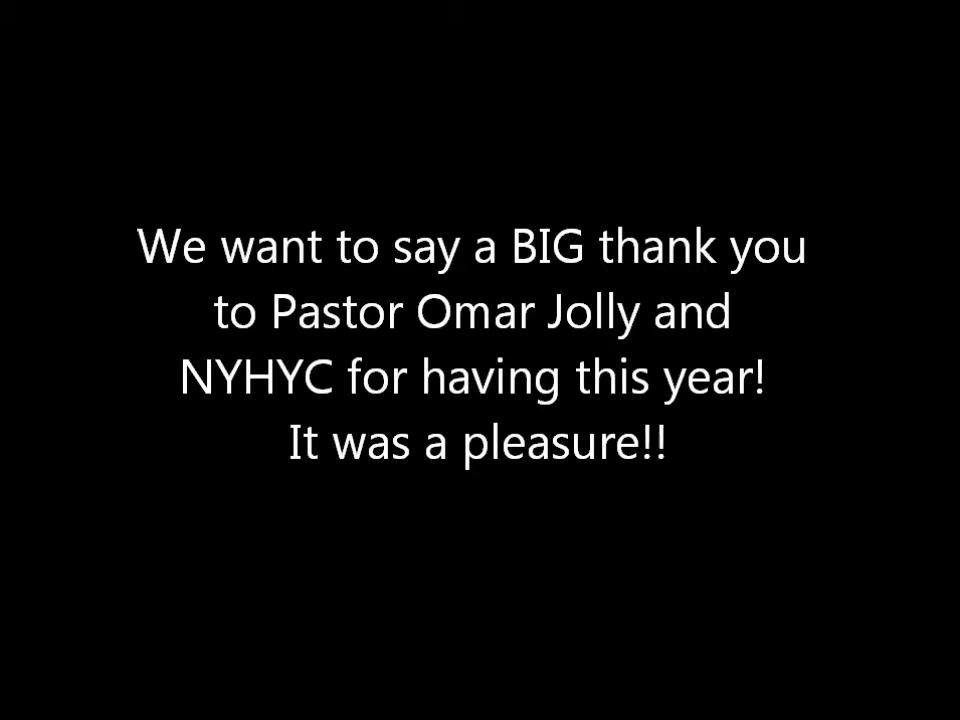 We want to say a BIG thank you
to Pastor Omar Jolly and
NYHYC for having this year!
It was a pleasure!!